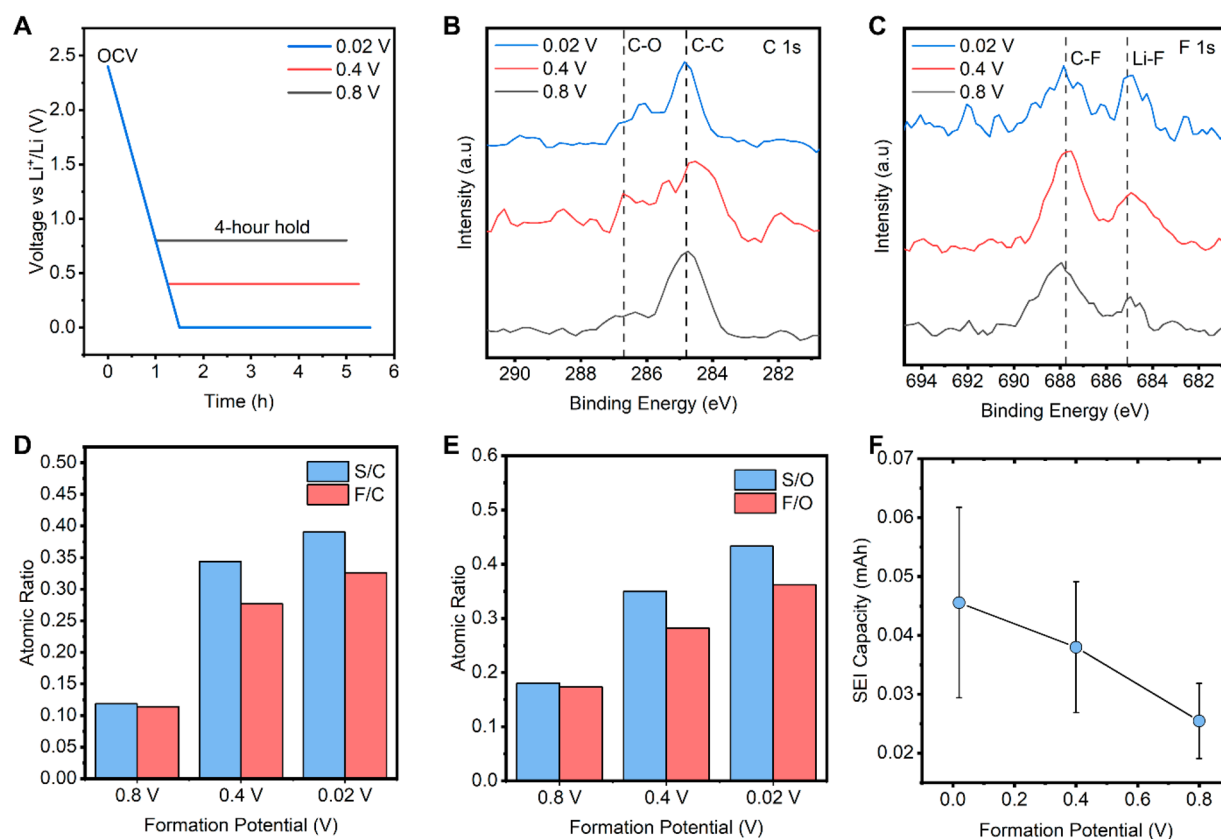 A
OCV
0.02 V
0.4 V
0.8 V
4-hour hold
2.5
2.0
1.5
1.0
0.5
0.0
Voltage vs Li⁺/Li (V)
0 1 2 3 4 5 6
Time (h)
B
0.02 V
0.4 V
0.8 V
C-O
C-C
C 1s
Intensity (a.u)
290 288 286 284 282
Binding Energy (eV)
C
0.02 V
0.4 V
0.8 V
C-F
Li-F
F 1s
Intensity (a.u)
694 692 690 688 686 684 682
Binding Energy (eV)
D
S/C
F/C
0.50
0.45
0.40
0.35
0.30
0.25
0.20
0.15
0.10
0.05
0.00
Atomic Ratio
0.8 V 0.4 V 0.02 V
Formation Potential (V)
E
S/O
F/O
0.6
0.5
0.4
0.3
0.2
0.1
0.0
Atomic Ratio
0.8 V 0.4 V 0.02 V
Formation Potential (V)
F
0.07
0.06
0.05
0.04
0.03
0.02
SEI Capacity (mAh)
0.0 0.2 0.4 0.6 0.8
Formation Potential (V)